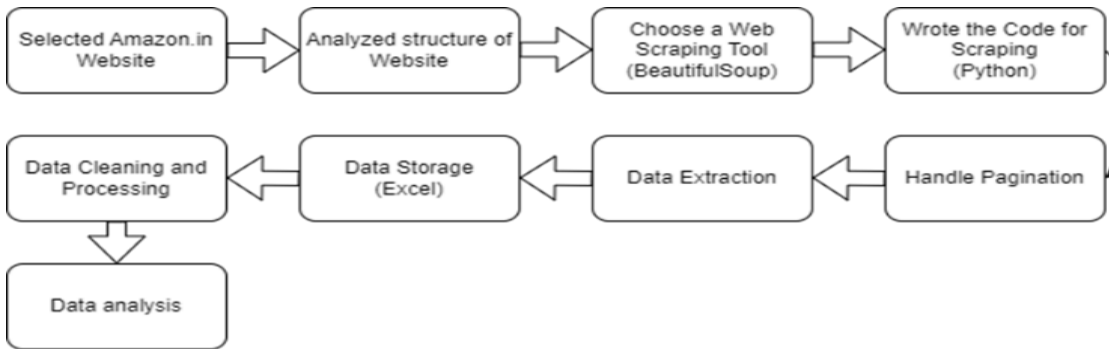 Selected Amazon.in
Website
Analyzed structure of
Website
Choose a Web
Scraping Tool
(BeautifulSoup)
Wrote the Code for
Scraping
(Python)
Handle Pagination
Data Extraction
Data Storage
(Excel)
Data Cleaning and
Processing
Data analysis